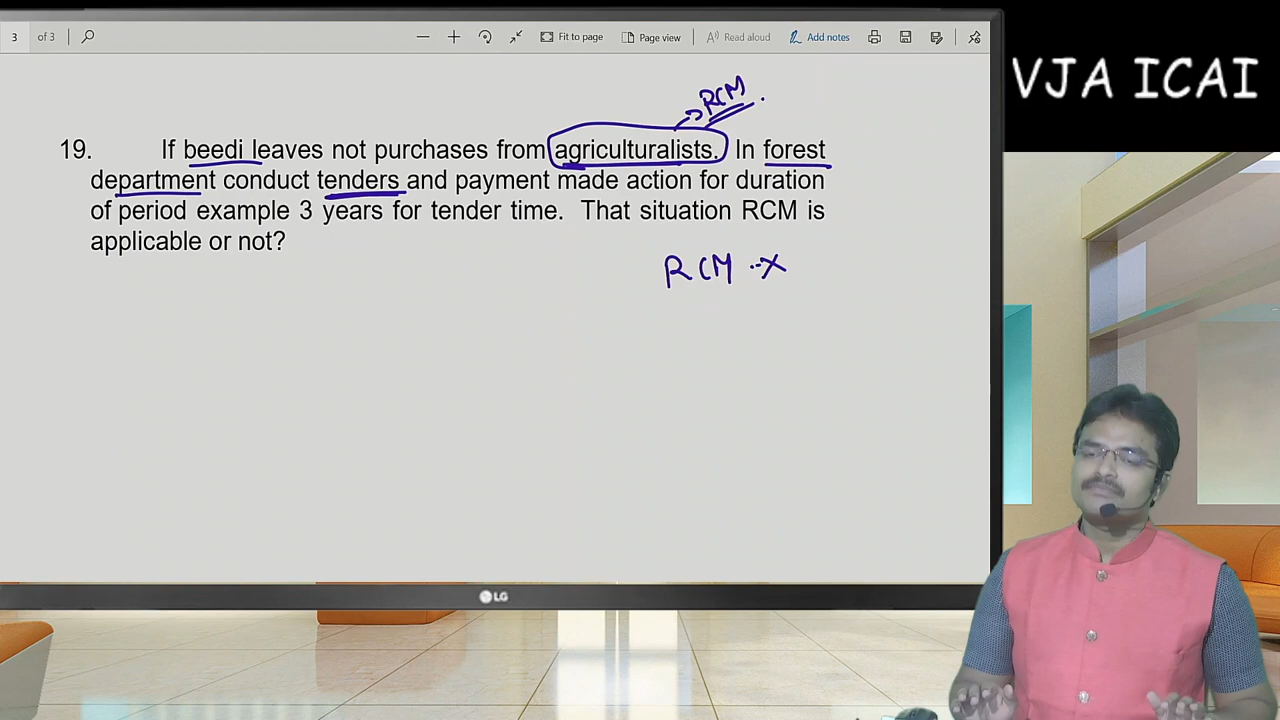 3 of 3
Fit to page
Page view
Read aloud
Add notes
VJA ICAI
RCM.
19. If beedi leaves not purchases from agriculturalists. In forest
department conduct tenders and payment made action for duration
of period example 3 years for tender time. That situation RCM is
applicable or not?
RCM X
LG